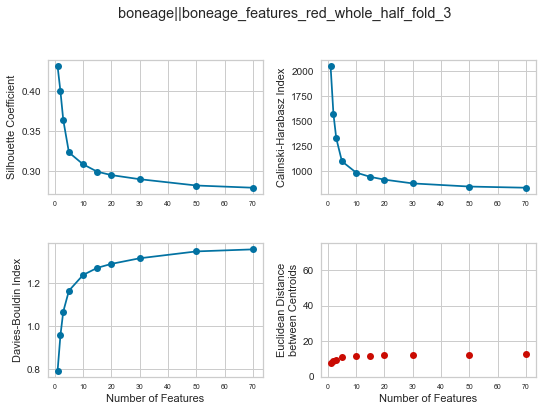 boneage||boneage_features_red_whole_half_fold_3
Silhouette Coefficient
0.40
0.35
0.30
0 10 20 30 40 50 60 70
Calinski-Harabasz Index
2000
1750
1500
1250
1000
0 10 20 30 40 50 60 70
Davies-Bouldin Index
1.2
1.0
0.8
0 10 20 30 40 50 60 70
Number of Features
Euclidean Distance
between Centroids
60
40
20
0
0 10 20 30 40 50 60 70
Number of Features